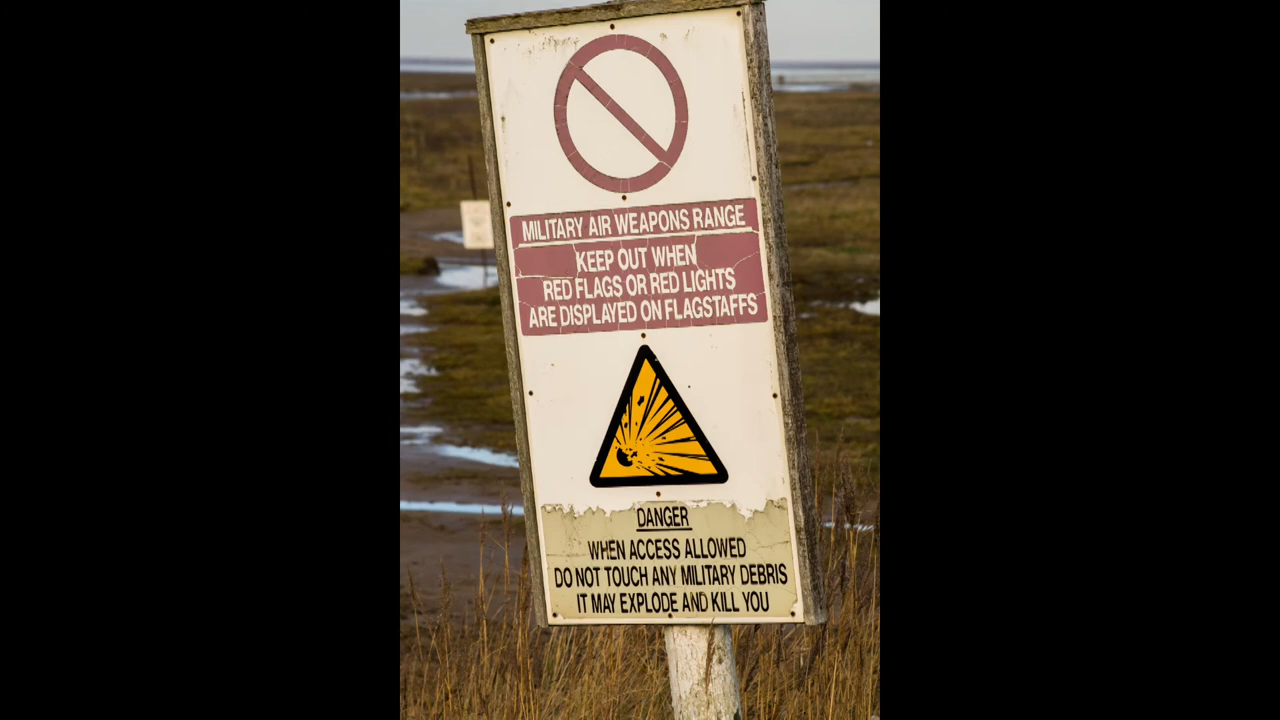 MILITARY AIR WEAPONS RANGE
KEEP OUT WHEN
RED FLAGS OR RED LIGHTS
ARE DISPLAYED ON FLAGSTAFFS
DANGER
WHEN ACCESS ALLOWED
DO NOT TOUCH ANY MILITARY DEBRIS
IT MAY EXPLODE AND KILL YOU